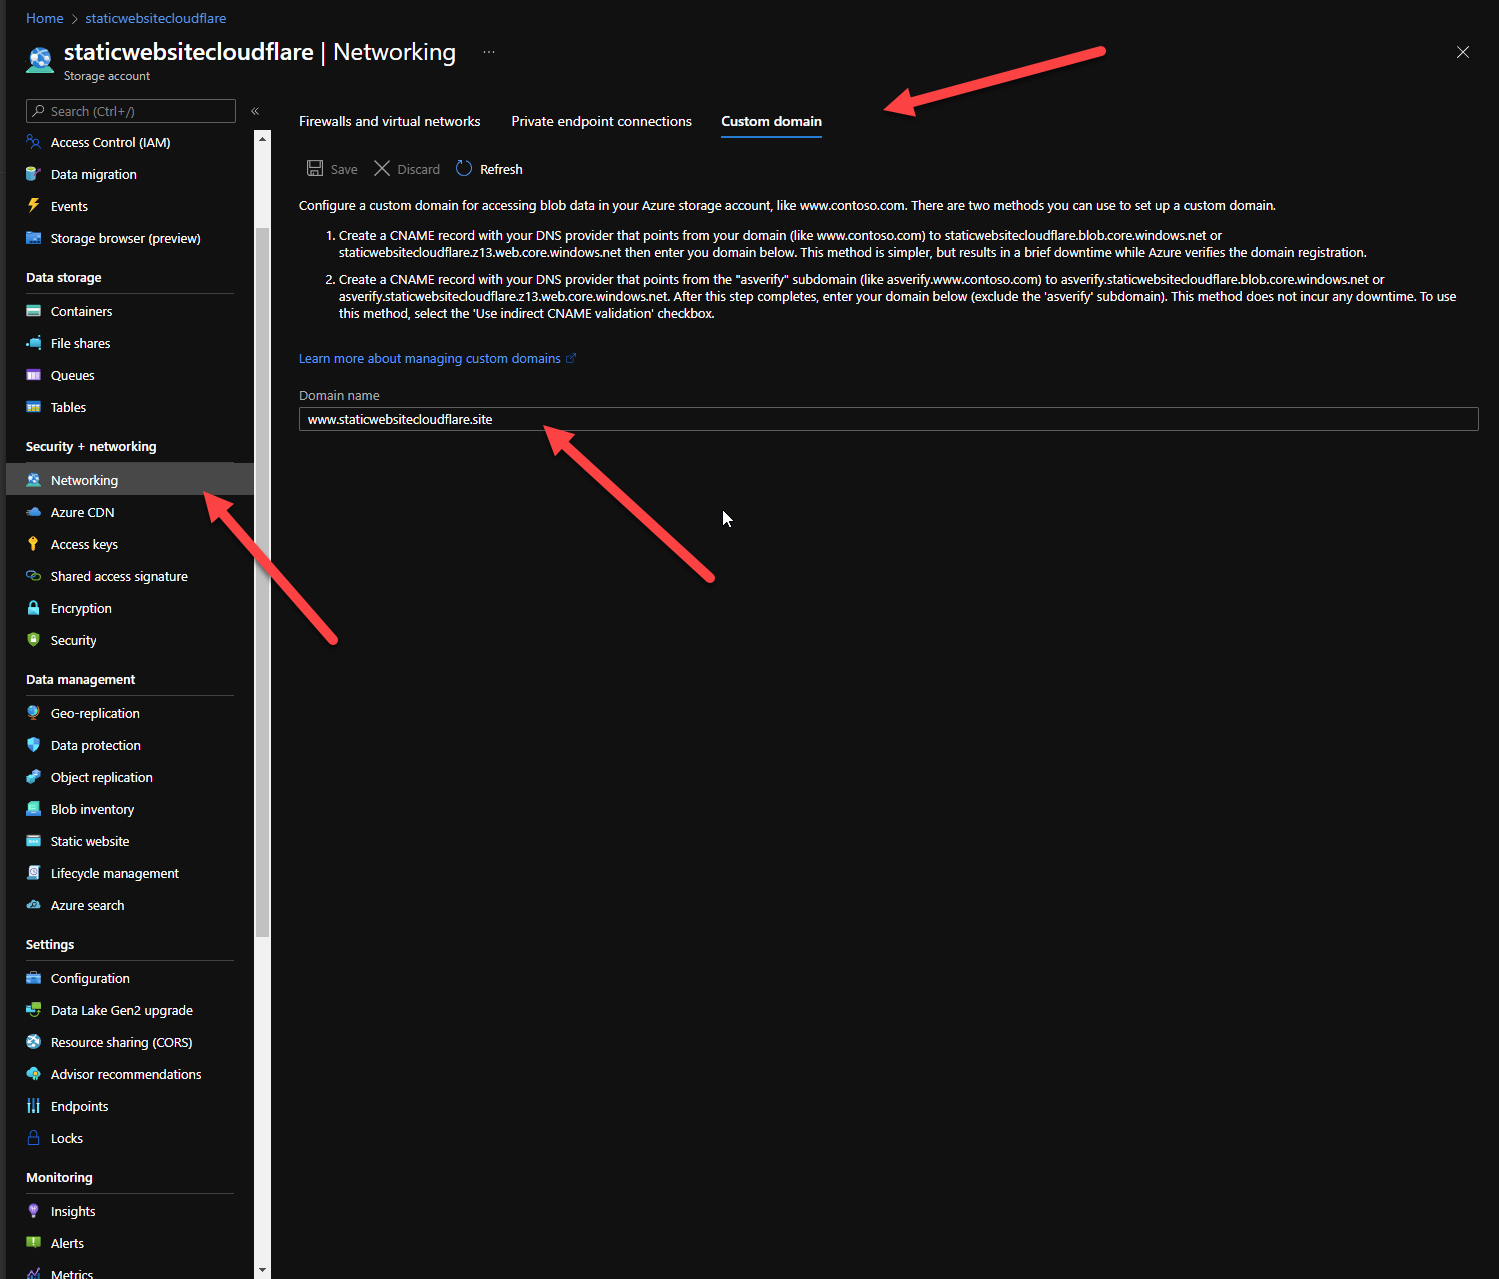 Home > staticwebsitecloudflare
staticwebsitecloudflare | Networking ...
Storage account
Search (Ctrl+/)
«
Access Control (IAM)
Data migration
Events
Storage browser (preview)
Data storage
Containers
File shares
Queues
Tables
Security + networking
Networking
Azure CDN
Access keys
Shared access signature
Encryption
Security
Data management
Geo-replication
Data protection
Object replication
Blob inventory
Static website
Lifecycle management
Azure search
Settings
Configuration
Data Lake Gen2 upgrade
Resource sharing (CORS)
Advisor recommendations
Endpoints
Locks
Monitoring
Insights
Alerts
Metrics
Firewalls and virtual networks Private endpoint connections Custom domain
Save Discard Refresh
Configure a custom domain for accessing blob data in your Azure storage account, like www.contoso.com. There are two methods you can use to set up a custom domain.
1. Create a CNAME record with your DNS provider that points from your domain (like www.contoso.com) to staticwebsitecloudflare.blob.core.windows.net or
staticwebsitecloudflare.z13.web.core.windows.net then enter you domain below. This method is simpler, but results in a brief downtime while Azure verifies the domain registration.
2. Create a CNAME record with your DNS provider that points from the "asverify" subdomain (like asverify.www.contoso.com) to asverify.staticwebsitecloudflare.blob.core.windows.net or
asverify.staticwebsitecloudflare.z13.web.core.windows.net. After this step completes, enter your domain below (exclude the 'asverify' subdomain). This method does not incur any downtime. To use
this method, select the 'Use indirect CNAME validation' checkbox.
Learn more about managing custom domains
Domain name
www.staticwebsitecloudflare.site